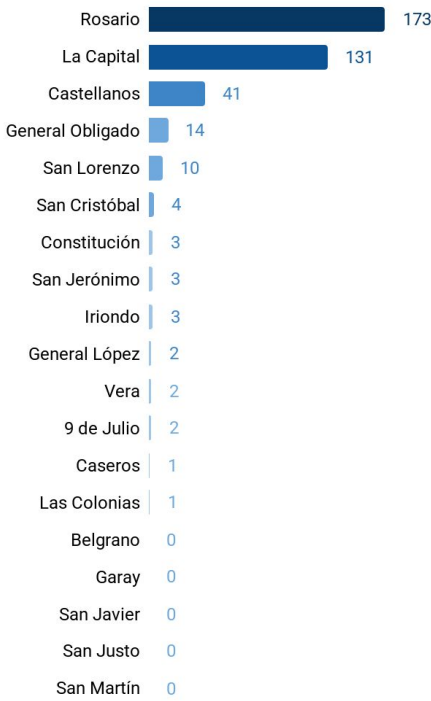 Rosario 173
La Capital 131
Castellanos 41
General Obligado 14
San Lorenzo 10
San Cristóbal 4
Constitución 3
San Jerónimo 3
Iriondo 3
General López 2
Vera 2
9 de Julio 2
Caseros 1
Las Colonias 1
Belgrano 0
Garay 0
San Javier 0
San Justo 0
San Martín 0